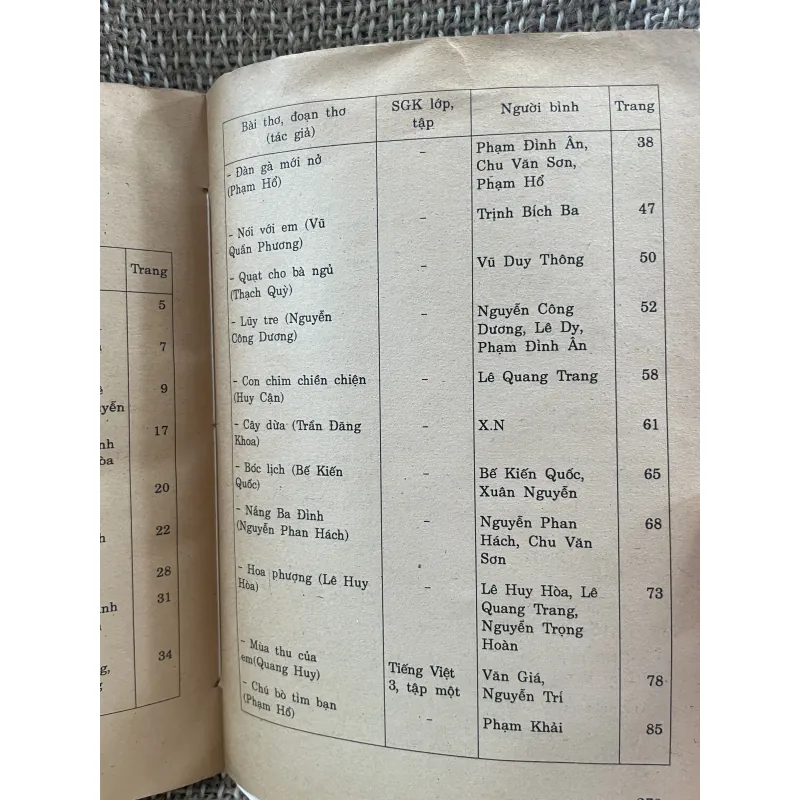 Trang
5
7
9
yễn
17
nh
òa
20
22
h
28
31
nh
34
g,
g
Bài thơ, đoạn thơ (tác giả) SGK lớp, tập Người bình Trang
- Đàn gà mới nở – Phạm Đình Ân, 38
(Phạm Hổ) Chu Văn Sơn,
Phạm Hổ
- Nói với em (Vũ – Trịnh Bích Ba 47
Quần Phương)
- Quạt cho bà ngủ – Vũ Duy Thông 50
(Thạch Quỳ)
- Lũy tre (Nguyễn – Nguyễn Công 52
Công Dương) Dương, Lê Dy,
Phạm Đình Ân
- Con chim chiền chiện – Lê Quang Trang 58
(Huy Cận)
- Cây dừa (Trần Đăng – X.N 61
Khoa)
- Bóc lịch (Bế Kiến – Bế Kiến Quốc, 65
Quốc) Xuân Nguyễn
- Nắng Ba Đình – Nguyễn Phan 68
(Nguyễn Phan Hách) Hách, Chu Văn
Sơn
- Hoa phượng (Lê Huy – Lê Huy Hòa, Lê 73
Hòa) Quang Trang,
Nguyễn Trọng
Hoàn
- Mùa thu của Tiếng Việt Văn Giá, 78
em(Quang Huy) 3, tập một Nguyễn Trí
- Chú bò tìm bạn – Phạm Khải 85
(Phạm Hổ)